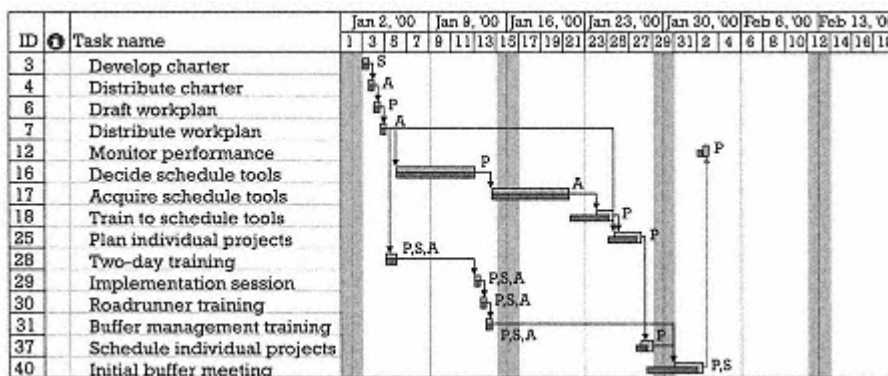 Jan 2, '00 Jan 9, '00 Jan 16, '00 Jan 23, '00 Jan 30, '00 Feb 6, '00 Feb 13, '0
ID Task name 1 3 5 7 9 11 13 15 17 19 21 23 25 27 29 31 2 4 6 8 10 12 14 16 18
3 Develop charter S
4 Distribute charter A
6 Draft workplan P
7 Distribute workplan A
12 Monitor performance P
16 Decide schedule tools P
17 Acquire schedule tools A
18 Train to schedule tools P
25 Plan individual projects P
28 Two-day training P,S,A
29 Implementation session P,S,A
30 Roadrunner training P,S,A
31 Buffer management training P,S,A
37 Schedule individual projects P
40 Initial buffer meeting P,S